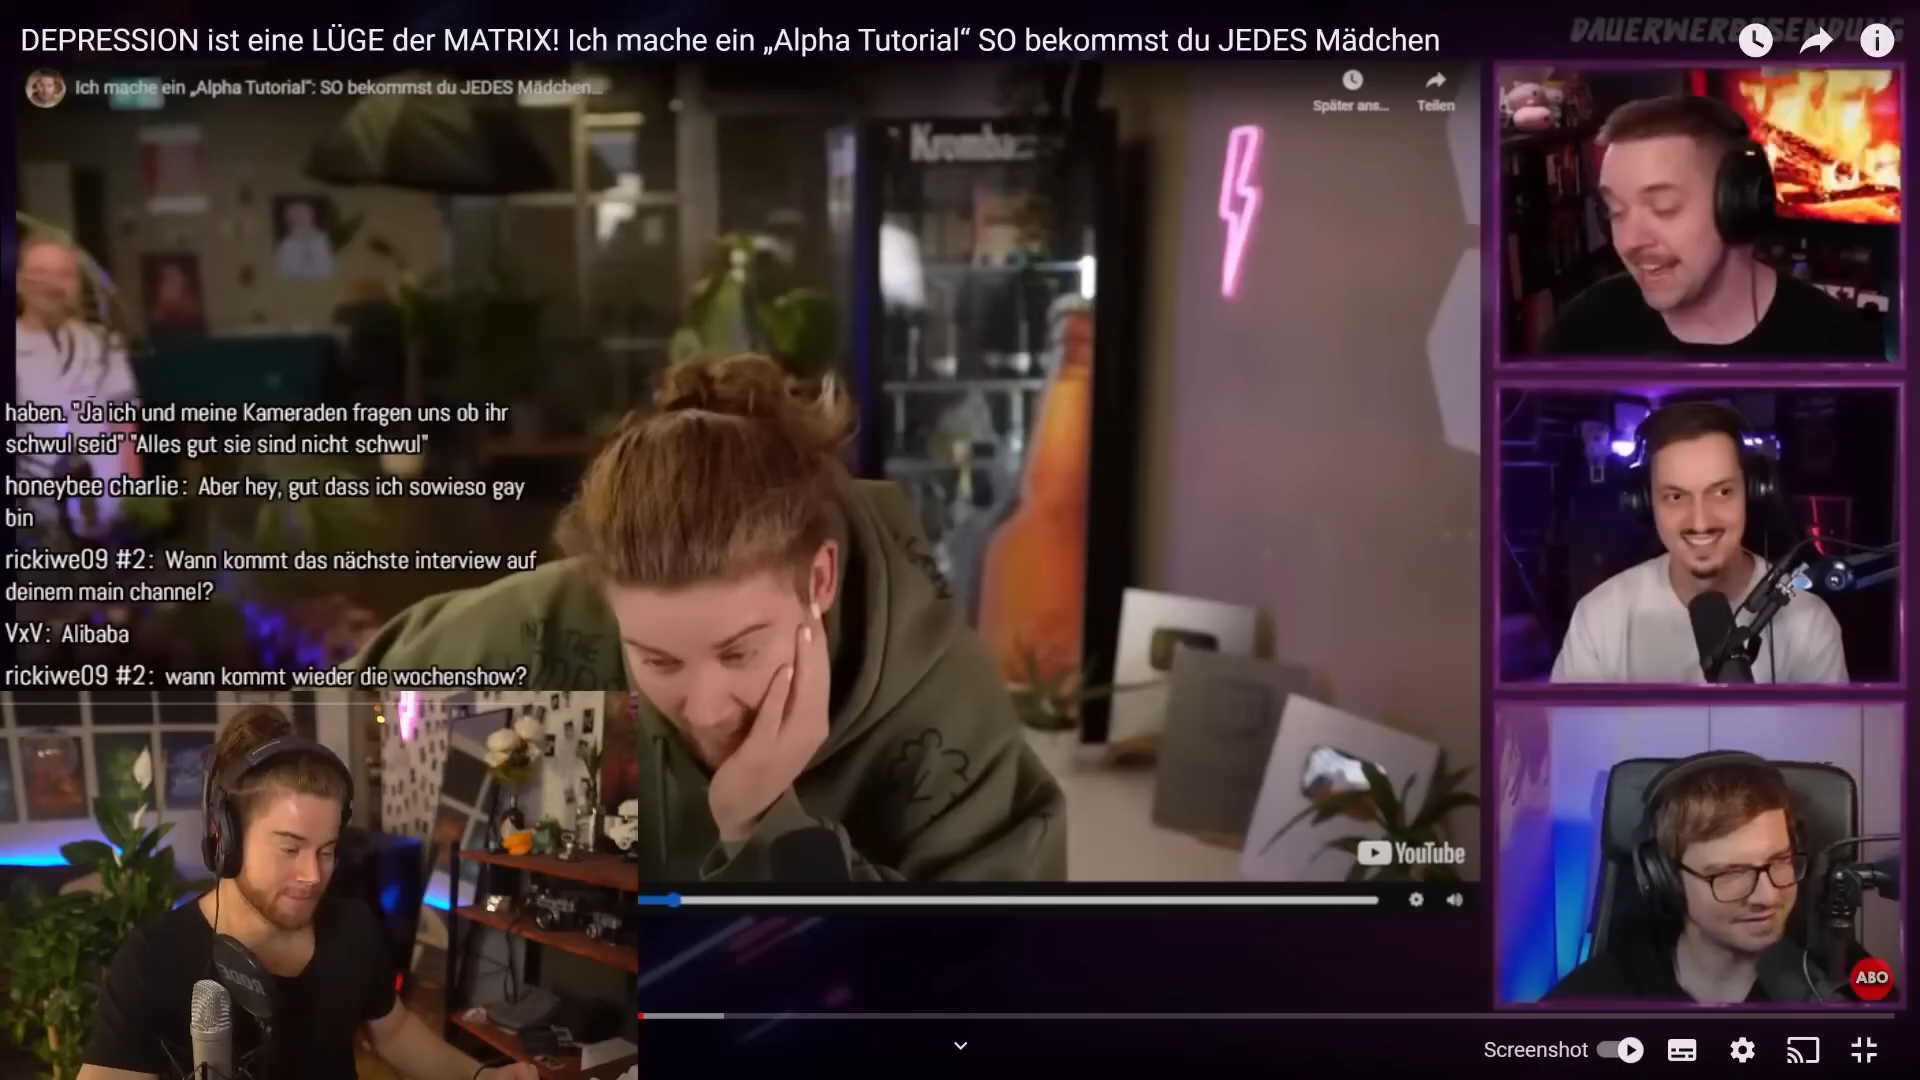 DAUERWERBESENDUNG
DEPRESSION ist eine LÜGE der MATRIX! Ich mache ein „Alpha Tutorial“ SO bekommst du JEDES Mädchen
Ich mache ein „Alpha Tutorial“: SO bekommst du JEDES Mädchen...
Später ans...
Teilen
haben. "Ja ich und meine Kameraden fragen uns ob ihr
schwul seid" "Alles gut sie sind nicht schwul"
honeybee charlie: Aber hey, gut dass ich sowieso gay
bin
rickiwe09 #2: Wann kommt das nächste interview auf
deinem main channel?
VxV: Alibaba
rickiwe09 #2: wann kommt wieder die wochenshow?
YouTube
RODE
ABO
Screenshot